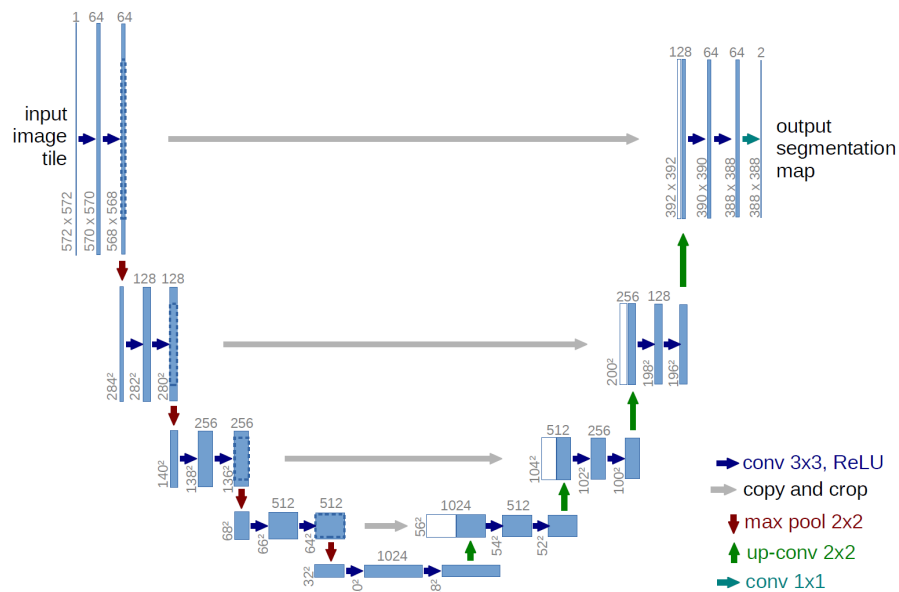 1 64 64
input
image
tile
572 x 572
570 x 570
568 x 568
128 64 64 2
output
segmentation
map
392 x 392
390 x 390
388 x 388
388 x 388
128 128
284²
282²
280²
256 128
200²
198²
196²
256 256
140²
138²
136²
512 256
104²
102²
100²
512 512
68²
66²
64²
1024 512
56²
54²
52²
1024
32²
0²
8²
conv 3x3, ReLU
copy and crop
max pool 2x2
up-conv 2x2
conv 1x1